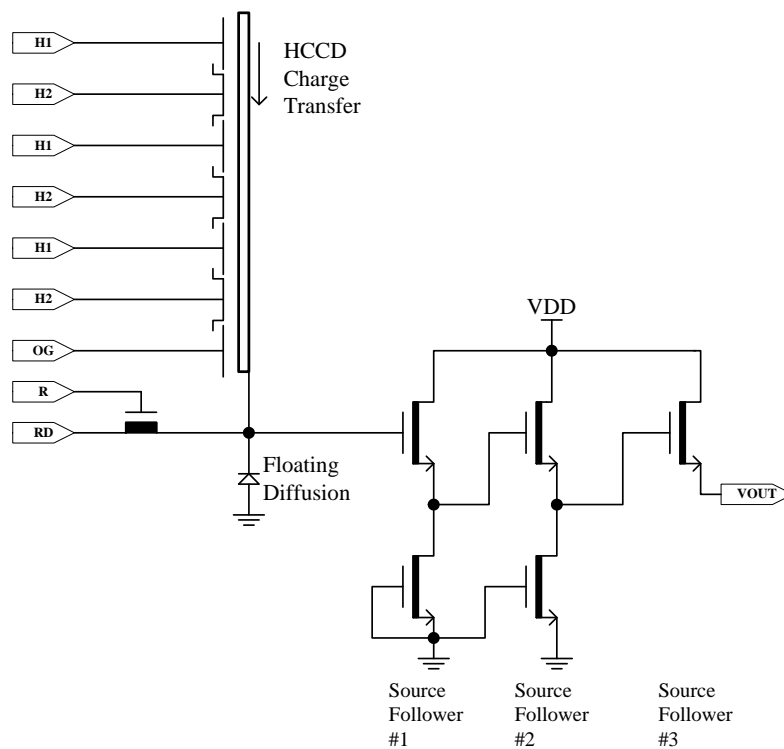 H1
HCCD
Charge
Transfer
H2
H1
H2
H1
H2
OG
R
RD
VDD
Floating
Diffusion
VOUT
Source
Follower
#1
Source
Follower
#2
Source
Follower
#3